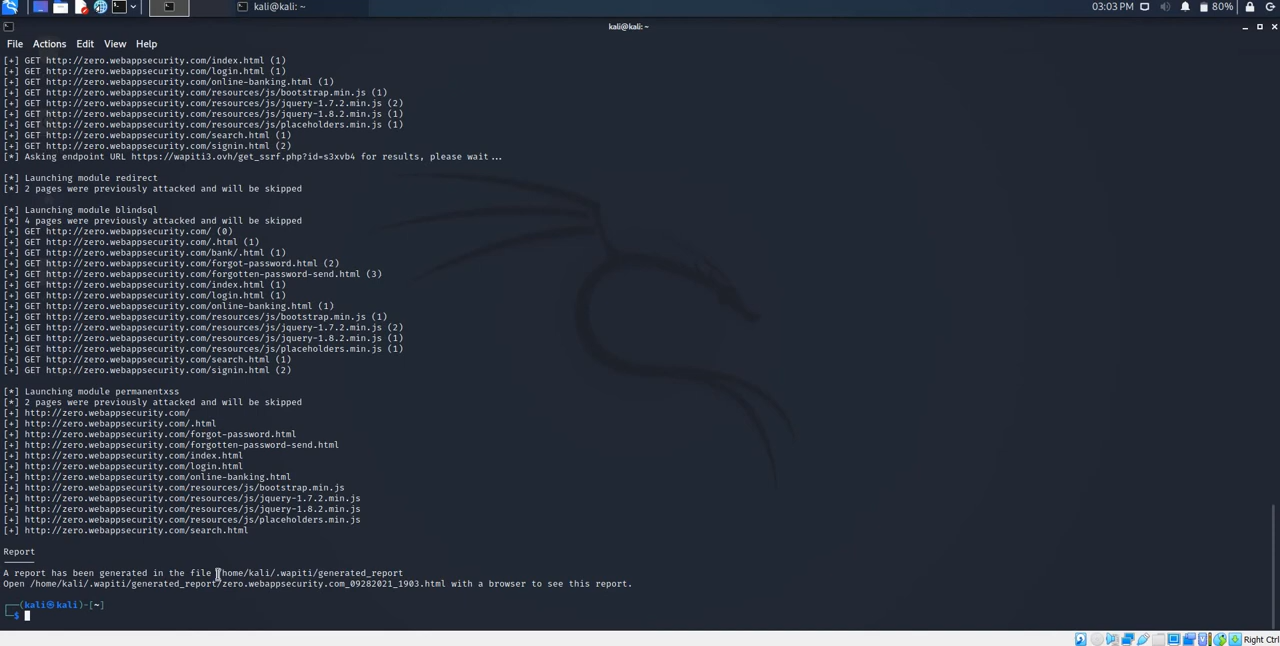 kali@kali: ~
03:03 PM
80%
kali@kali: ~
File Actions Edit View Help
[+] GET http://zero.webappsecurity.com/index.html (1)
[+] GET http://zero.webappsecurity.com/login.html (1)
[+] GET http://zero.webappsecurity.com/online-banking.html (1)
[+] GET http://zero.webappsecurity.com/resources/js/bootstrap.min.js (1)
[+] GET http://zero.webappsecurity.com/resources/js/jquery-1.7.2.min.js (2)
[+] GET http://zero.webappsecurity.com/resources/js/jquery-1.8.2.min.js (1)
[+] GET http://zero.webappsecurity.com/resources/js/placeholders.min.js (1)
[+] GET http://zero.webappsecurity.com/search.html (1)
[+] GET http://zero.webappsecurity.com/signin.html (2)
[*] Asking endpoint URL https://wapiti3.ovh/get_ssrf.php?id=s3xvb4 for results, please wait...
[*] Launching module redirect
[*] 2 pages were previously attacked and will be skipped
[*] Launching module blindsql
[*] 4 pages were previously attacked and will be skipped
[+] GET http://zero.webappsecurity.com/ (0)
[+] GET http://zero.webappsecurity.com/.html (1)
[+] GET http://zero.webappsecurity.com/bank/.html (1)
[+] GET http://zero.webappsecurity.com/forgot-password.html (2)
[+] GET http://zero.webappsecurity.com/forgotten-password-send.html (3)
[+] GET http://zero.webappsecurity.com/index.html (1)
[+] GET http://zero.webappsecurity.com/login.html (1)
[+] GET http://zero.webappsecurity.com/online-banking.html (1)
[+] GET http://zero.webappsecurity.com/resources/js/bootstrap.min.js (1)
[+] GET http://zero.webappsecurity.com/resources/js/jquery-1.7.2.min.js (2)
[+] GET http://zero.webappsecurity.com/resources/js/jquery-1.8.2.min.js (1)
[+] GET http://zero.webappsecurity.com/resources/js/placeholders.min.js (1)
[+] GET http://zero.webappsecurity.com/search.html (1)
[+] GET http://zero.webappsecurity.com/signin.html (2)
[*] Launching module permanentxss
[*] 2 pages were previously attacked and will be skipped
[+] http://zero.webappsecurity.com/
[+] http://zero.webappsecurity.com/.html
[+] http://zero.webappsecurity.com/forgot-password.html
[+] http://zero.webappsecurity.com/forgotten-password-send.html
[+] http://zero.webappsecurity.com/index.html
[+] http://zero.webappsecurity.com/login.html
[+] http://zero.webappsecurity.com/online-banking.html
[+] http://zero.webappsecurity.com/resources/js/bootstrap.min.js
[+] http://zero.webappsecurity.com/resources/js/jquery-1.7.2.min.js
[+] http://zero.webappsecurity.com/resources/js/jquery-1.8.2.min.js
[+] http://zero.webappsecurity.com/resources/js/placeholders.min.js
[+] http://zero.webappsecurity.com/search.html
Report
A report has been generated in the file /home/kali/.wapiti/generated_report
Open /home/kali/.wapiti/generated_report/zero.webappsecurity.com_09282021_1903.html with a browser to see this report.
┌──(kali㉿kali)-[~]
└─$
Right Ctrl